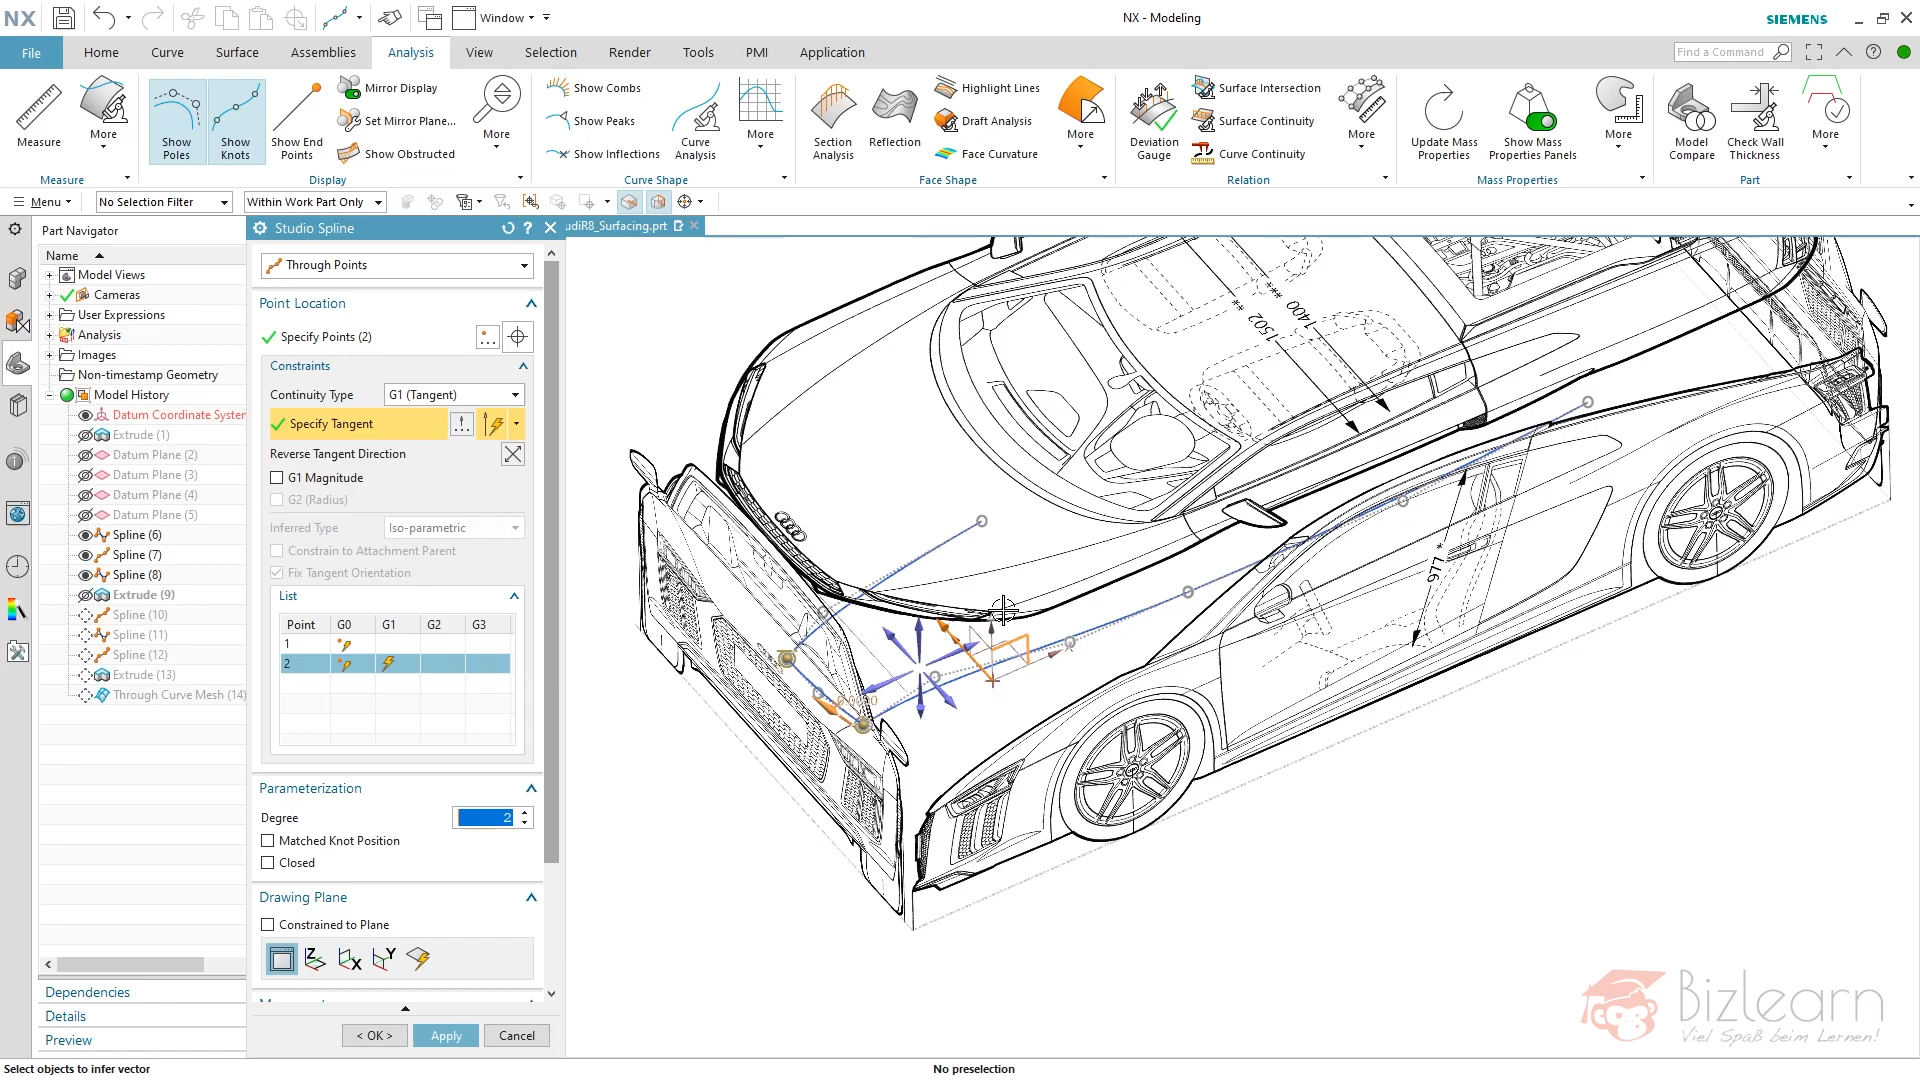 NX
Window
NX - Modeling
SIEMENS
File
Home
Curve
Surface
Assemblies
Analysis
View
Selection
Render
Tools
PMI
Application
Find a Command
Measure
More
Show Poles
Show Knots
Show End Points
Mirror Display
Set Mirror Plane...
Show Obstructed
More
Show Combs
Show Peaks
Show Inflections
Curve Analysis
More
Section Analysis
Reflection
Highlight Lines
Draft Analysis
Face Curvature
More
Deviation Gauge
Surface Intersection
Surface Continuity
Curve Continuity
More
Update Mass Properties
Show Mass Properties Panels
More
Model Compare
Check Wall Thickness
More
Measure
Display
Curve Shape
Face Shape
Relation
Mass Properties
Part
Menu
No Selection Filter
Within Work Part Only
Part Navigator
Name
Model Views
Cameras
User Expressions
Analysis
Images
Non-timestamp Geometry
Model History
Datum Coordinate System
Extrude (1)
Datum Plane (2)
Datum Plane (3)
Datum Plane (4)
Datum Plane (5)
Spline (6)
Spline (7)
Spline (8)
Extrude (9)
Spline (10)
Spline (11)
Spline (12)
Extrude (13)
Through Curve Mesh (14)
Dependencies
Details
Preview
Studio Spline
Through Points
Point Location
Specify Points (2)
Constraints
Continuity Type
G1 (Tangent)
Specify Tangent
Reverse Tangent Direction
G1 Magnitude
G2 (Radius)
Inferred Type
Iso-parametric
Constrain to Attachment Parent
Fix Tangent Orientation
List
Point G0 G1 G2 G3
1
2
Parameterization
Degree
2
Matched Knot Position
Closed
Drawing Plane
Constrained to Plane
Z
X
Y
< OK >
Apply
Cancel
udiR8_Surfacing.prt
1502 **
1400 ***
977 *
X
Bizlearn
Viel Spaß beim Lernen!
Select objects to infer vector
No preselection